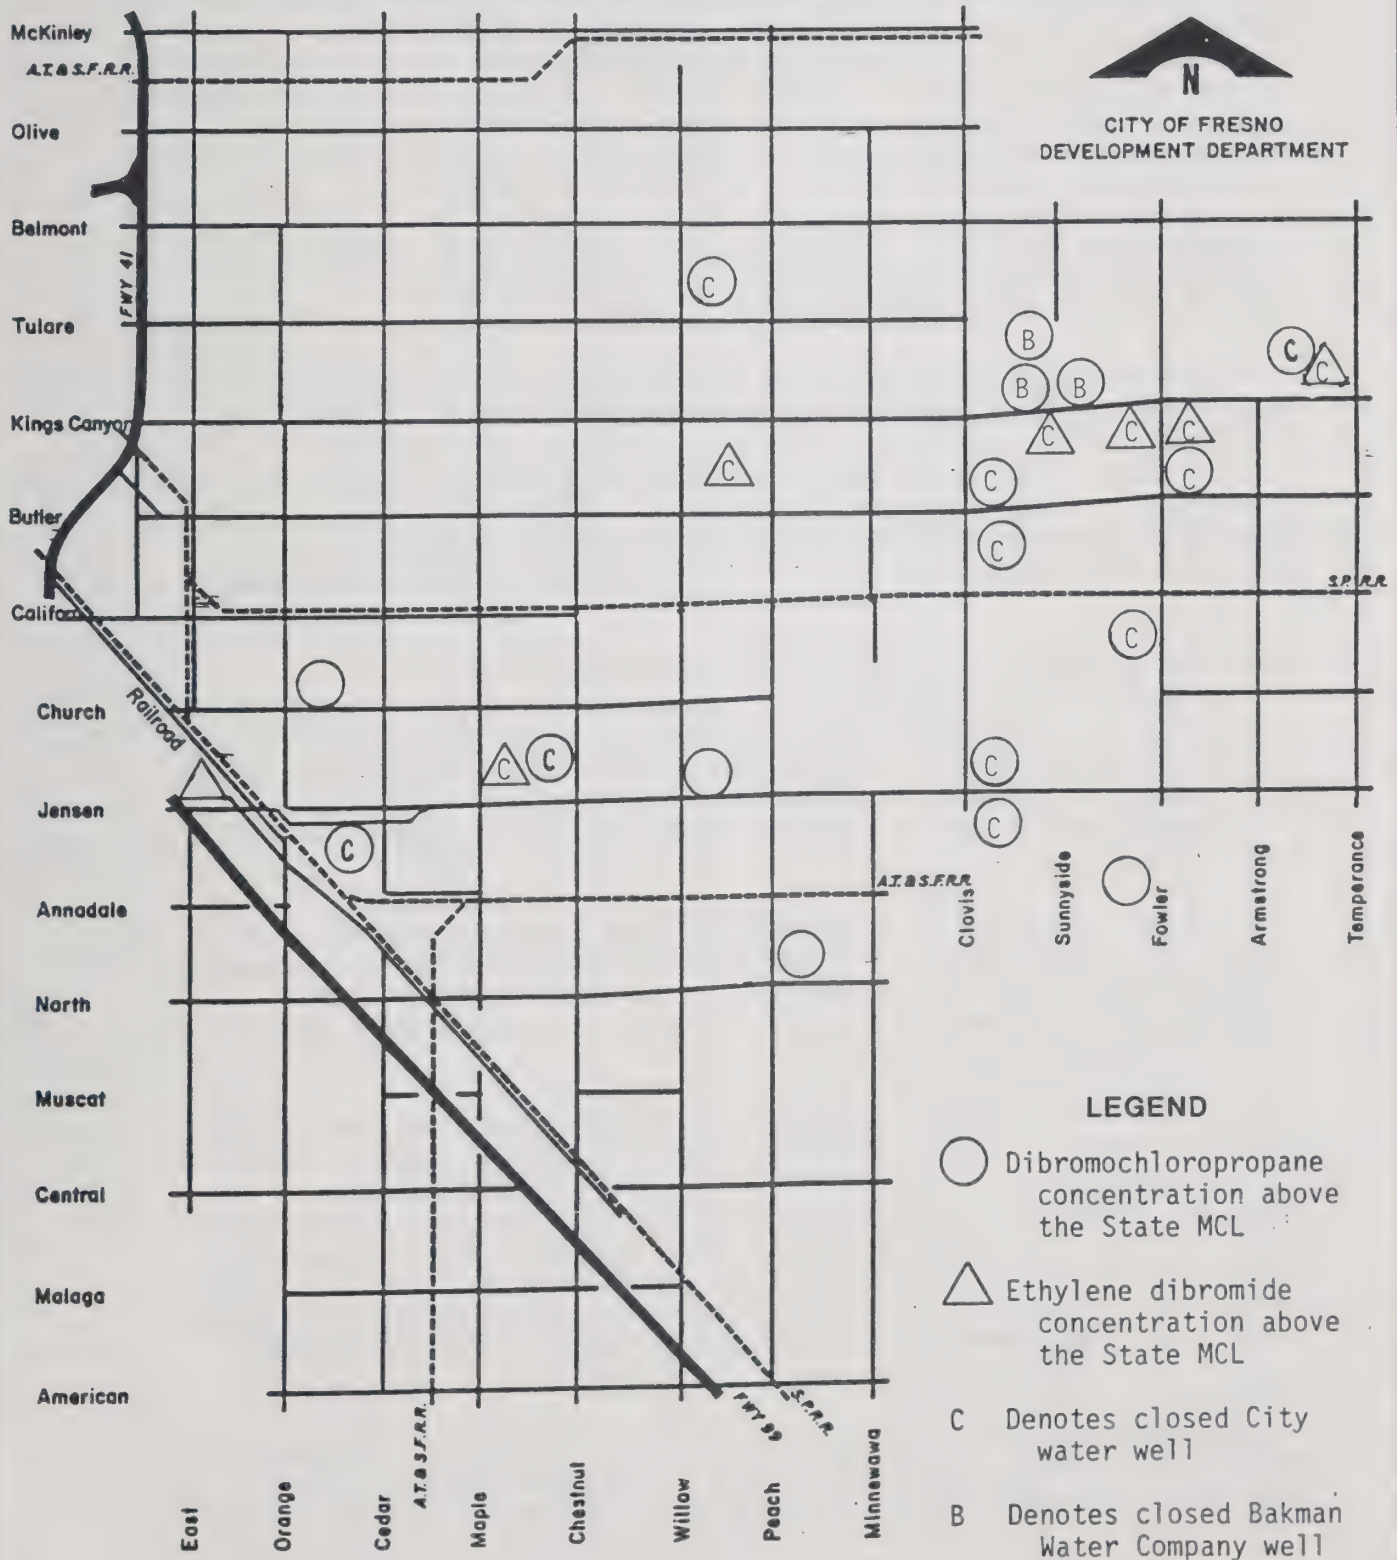 McKinley
A.T. & S.F.R.R.
Olive
Belmont
FWY 41
Tulare
Kings Canyon
Butler
Califor
Church
Railroad
Jensen
Annadale
North
Muscat
Central
Malaga
American
N
CITY OF FRESNO
DEVELOPMENT DEPARTMENT
C
B
B
B
C
C
C
C
C
C
C
C
C
S.P.R.R.
C
C
C
C
C
C
A.T. & S.F.R.R.
Clovis
Sunnyside
Fowler
Armstrong
Temperance
East
Orange
Cedar
A.T. & S.F.R.R.
Maple
Chestnut
Willow
FWY 99
S.P.R.R.
Peach
Minnewawa
LEGEND
Dibromochloropropane
concentration above
the State MCL
Ethylene dibromide
concentration above
the State MCL
C Denotes closed City
water well
B Denotes closed Bakman
Water Company well